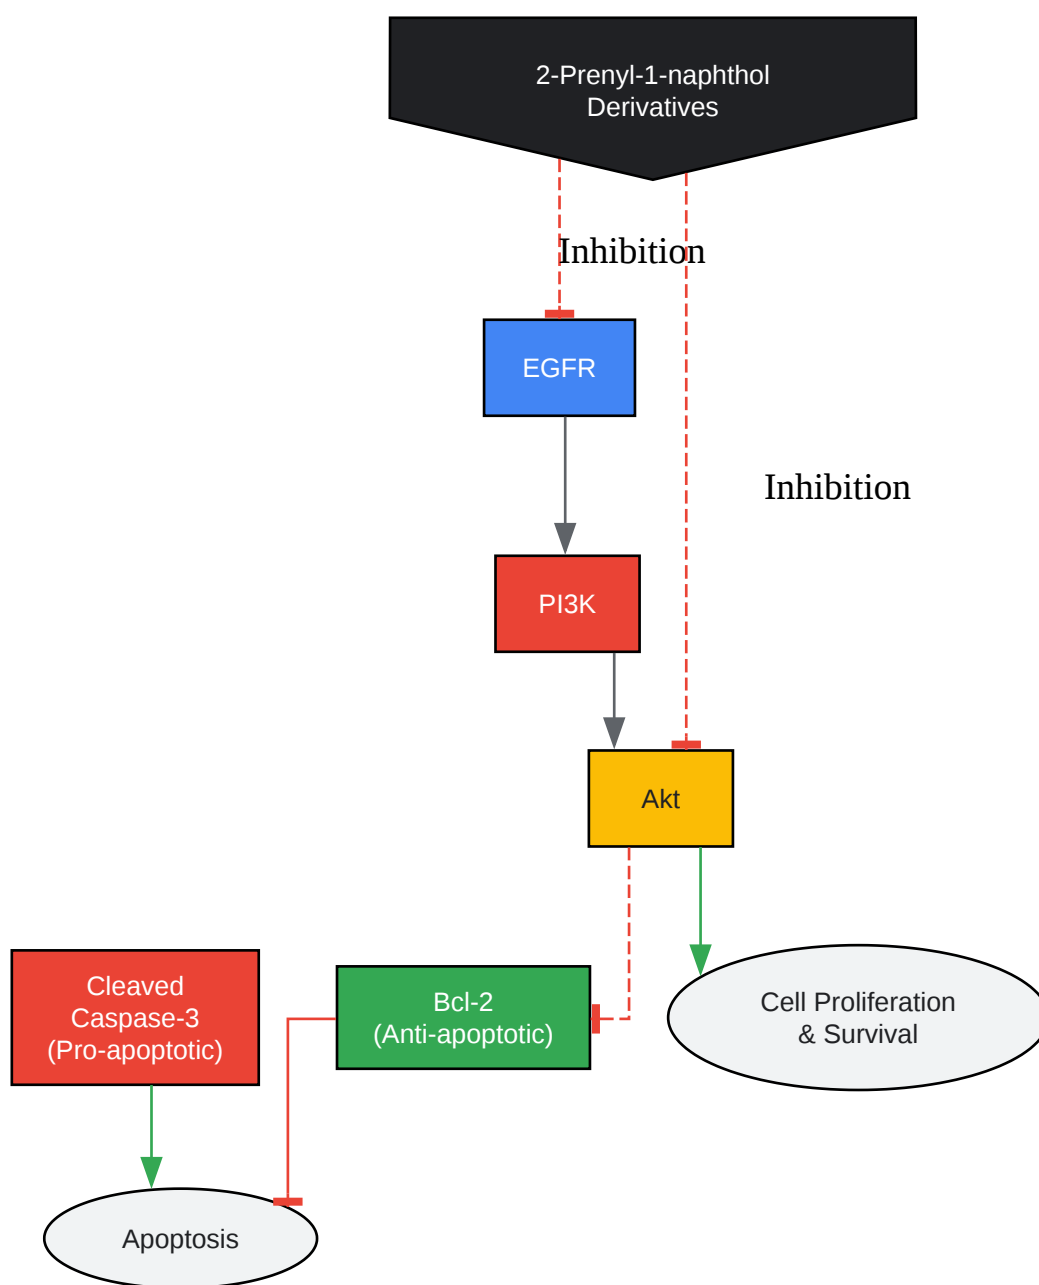 2-Prenyl-1-naphthol
Derivatives
Inhibition
EGFR
Inhibition
PI3K
Akt
Cleaved
Caspase-3
(Pro-apoptotic)
Bcl-2
(Anti-apoptotic)
Cell Proliferation
& Survival
Apoptosis